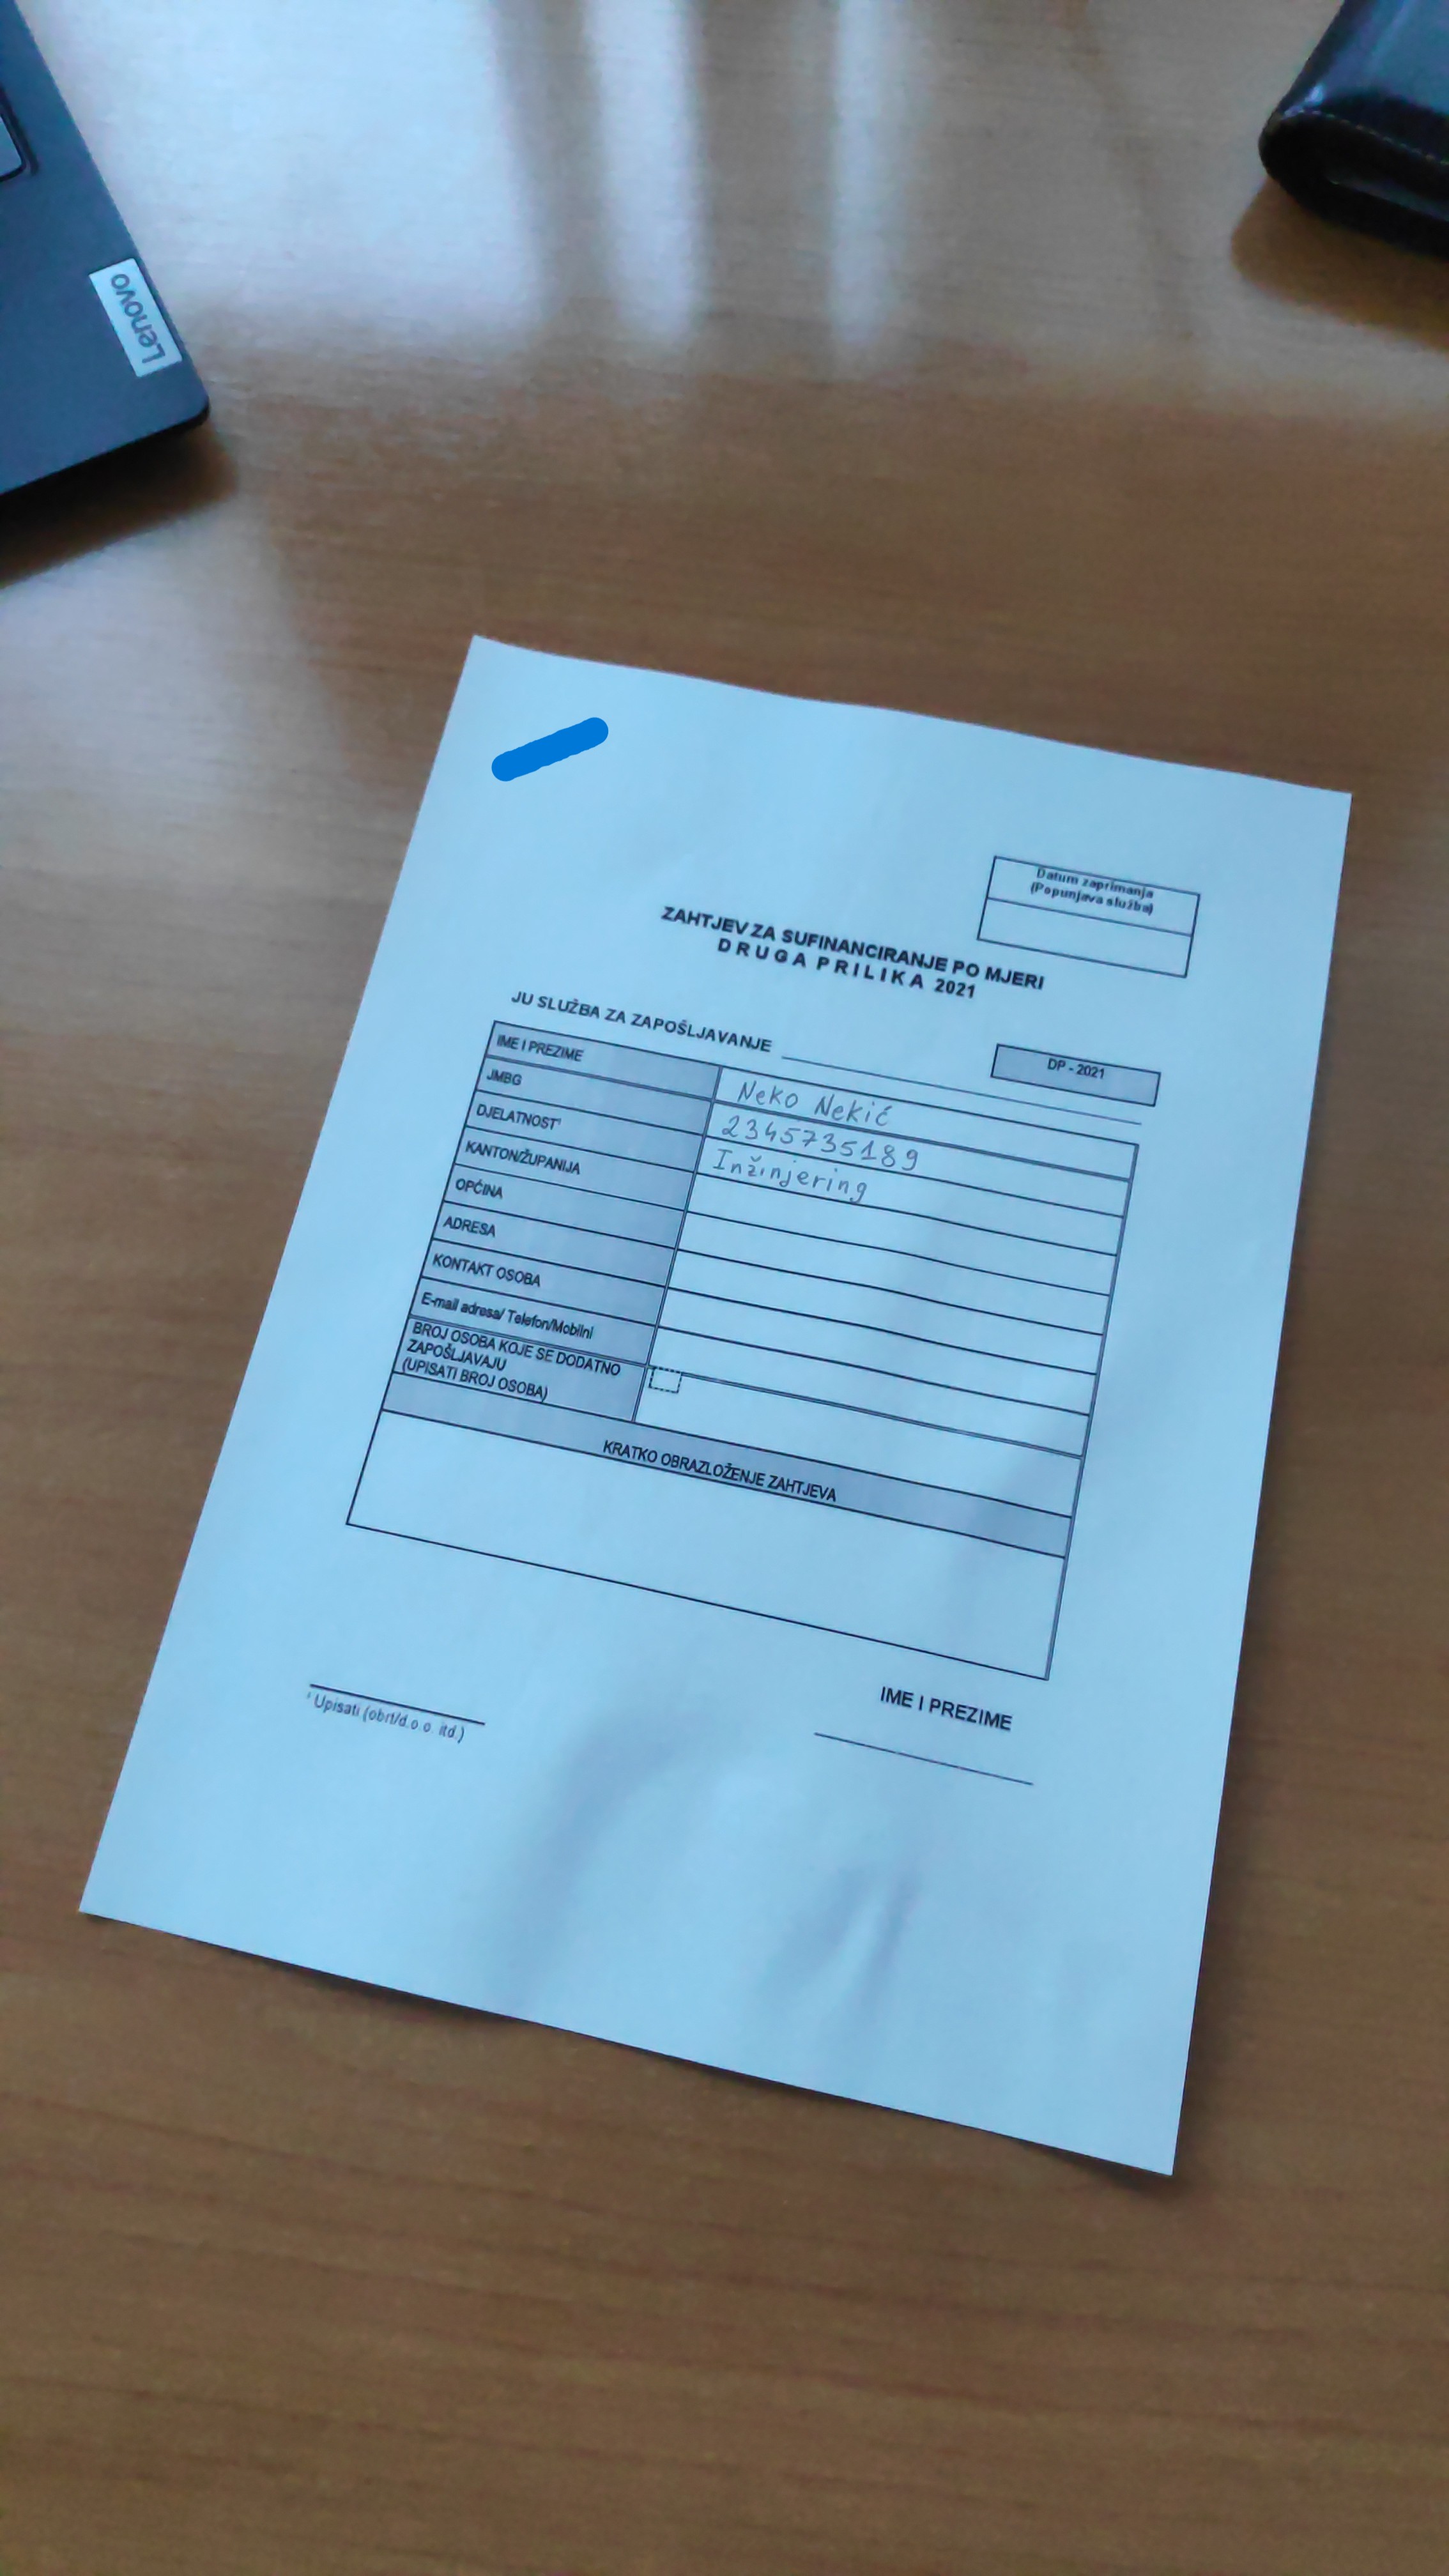 Lenovo
Datum zaprimanja
(Popunjava služba)
ZAHTJEV ZA SUFINANCIRANJE PO MJERI
D R U G A P R I L I K A 2021
JU SLUŽBA ZA ZAPOŠLJAVANJE
DP - 2021
IME I PREZIME Neko Nekić
JMBG 2345735189
DJELATNOST¹ Inžinjering
KANTON/ŽUPANIJA
OPĆINA
ADRESA
KONTAKT OSOBA
E-mail adresa/ Telefon/Mobilni
BROJ OSOBA KOJE SE DODATNO
ZAPOŠLJAVAJU
(UPISATI BROJ OSOBA)
KRATKO OBRAZLOŽENJE ZAHTJEVA
IME I PREZIME
¹ Upisati (obrt/d.o.o. itd.)